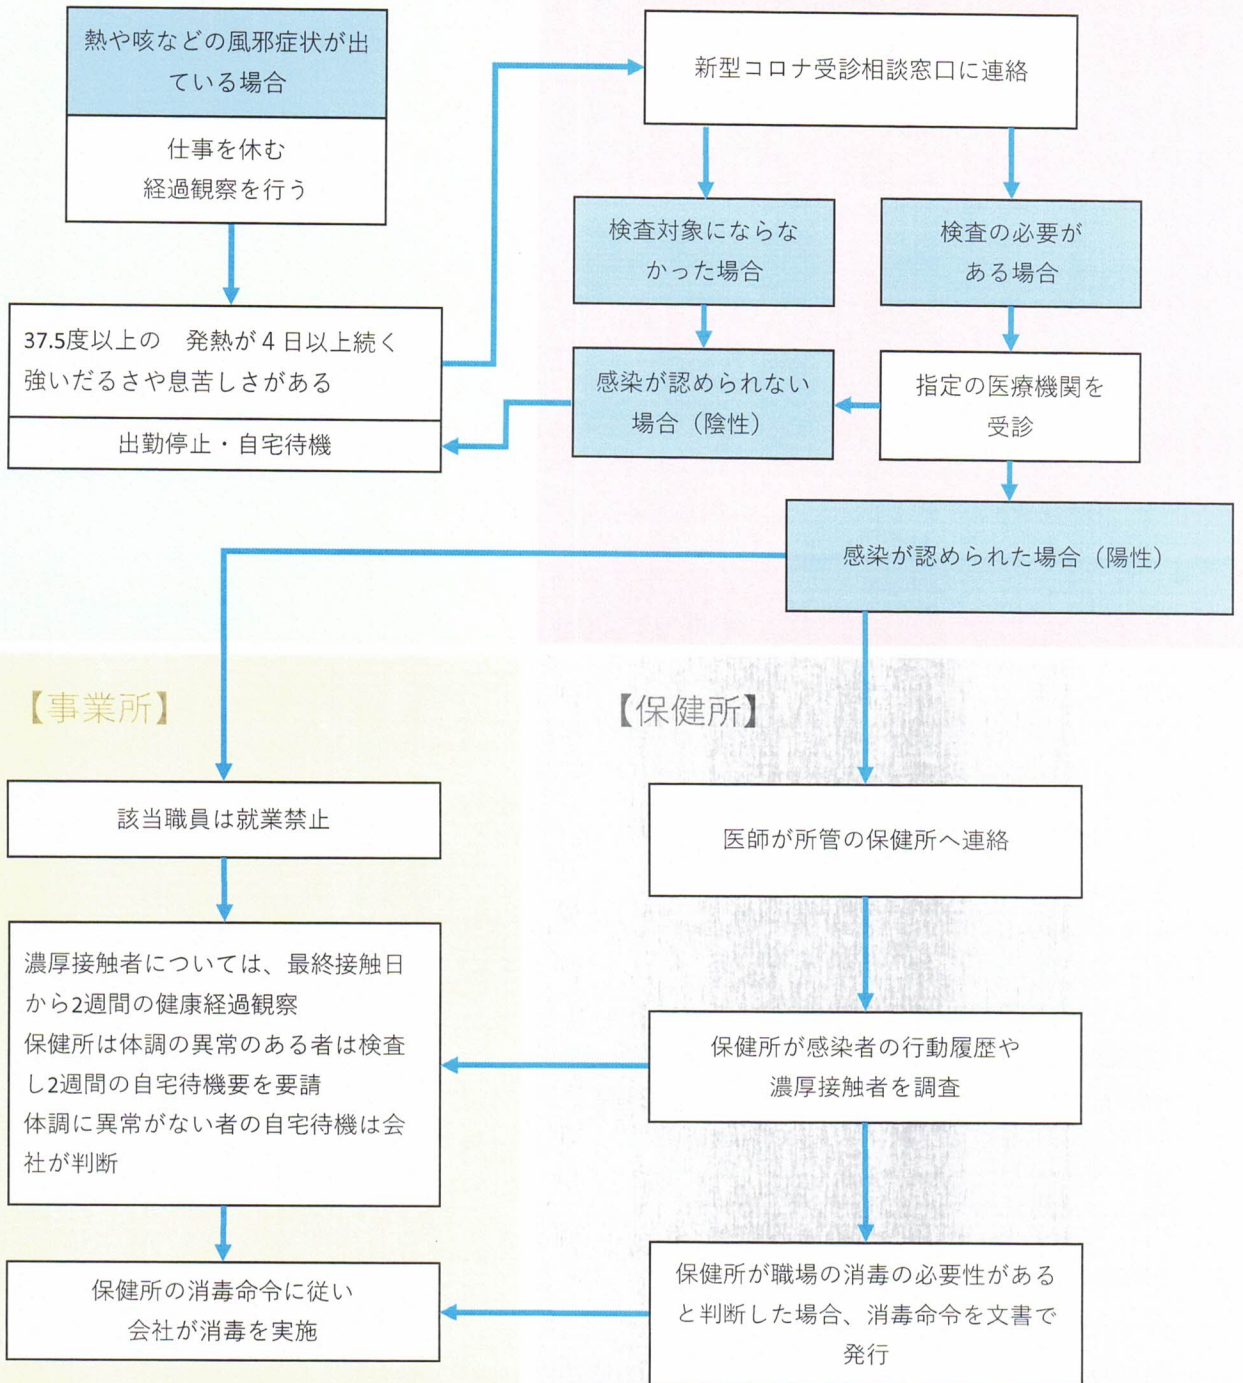 熱や咳などの風邪症状が出
ている場合
仕事を休む
経過観察を行う
37.5度以上の　発熱が４日以上続く
強いだるさや息苦しさがある
出勤停止・自宅待機
新型コロナ受診相談窓口に連絡
検査対象にならな
かった場合
検査の必要が
ある場合
感染が認められない
場合（陰性）
指定の医療機関を
受診
感染が認められた場合（陽性）
【事業所】
該当職員は就業禁止
濃厚接触者については、最終接触日
から2週間の健康経過観察
保健所は体調の異常のある者は検査
し2週間の自宅待機要を要請
体調に異常がない者の自宅待機は会
社が判断
保健所の消毒命令に従い
会社が消毒を実施
【保健所】
医師が所管の保健所へ連絡
保健所が感染者の行動履歴や
濃厚接触者を調査
保健所が職場の消毒の必要性がある
と判断した場合、消毒命令を文書で
発行